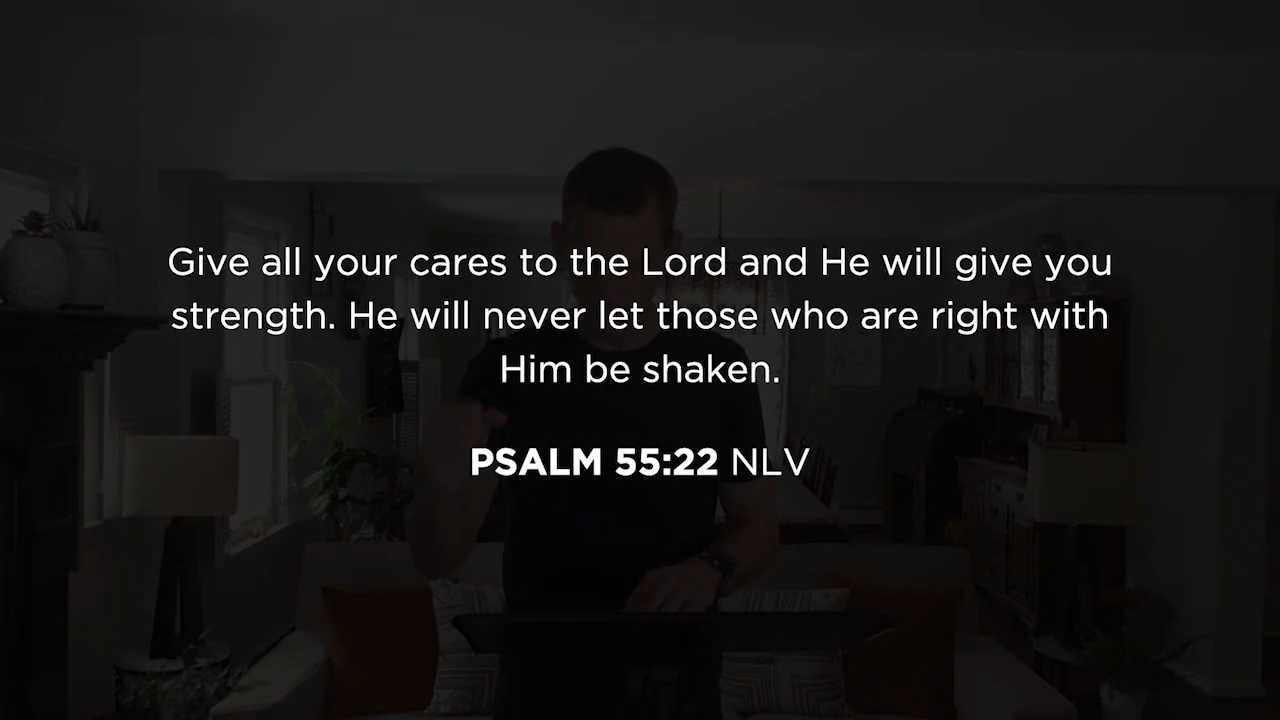 Give all your cares to the Lord and He will give you
strength. He will never let those who are right with
Him be shaken.
PSALM 55:22 NLV